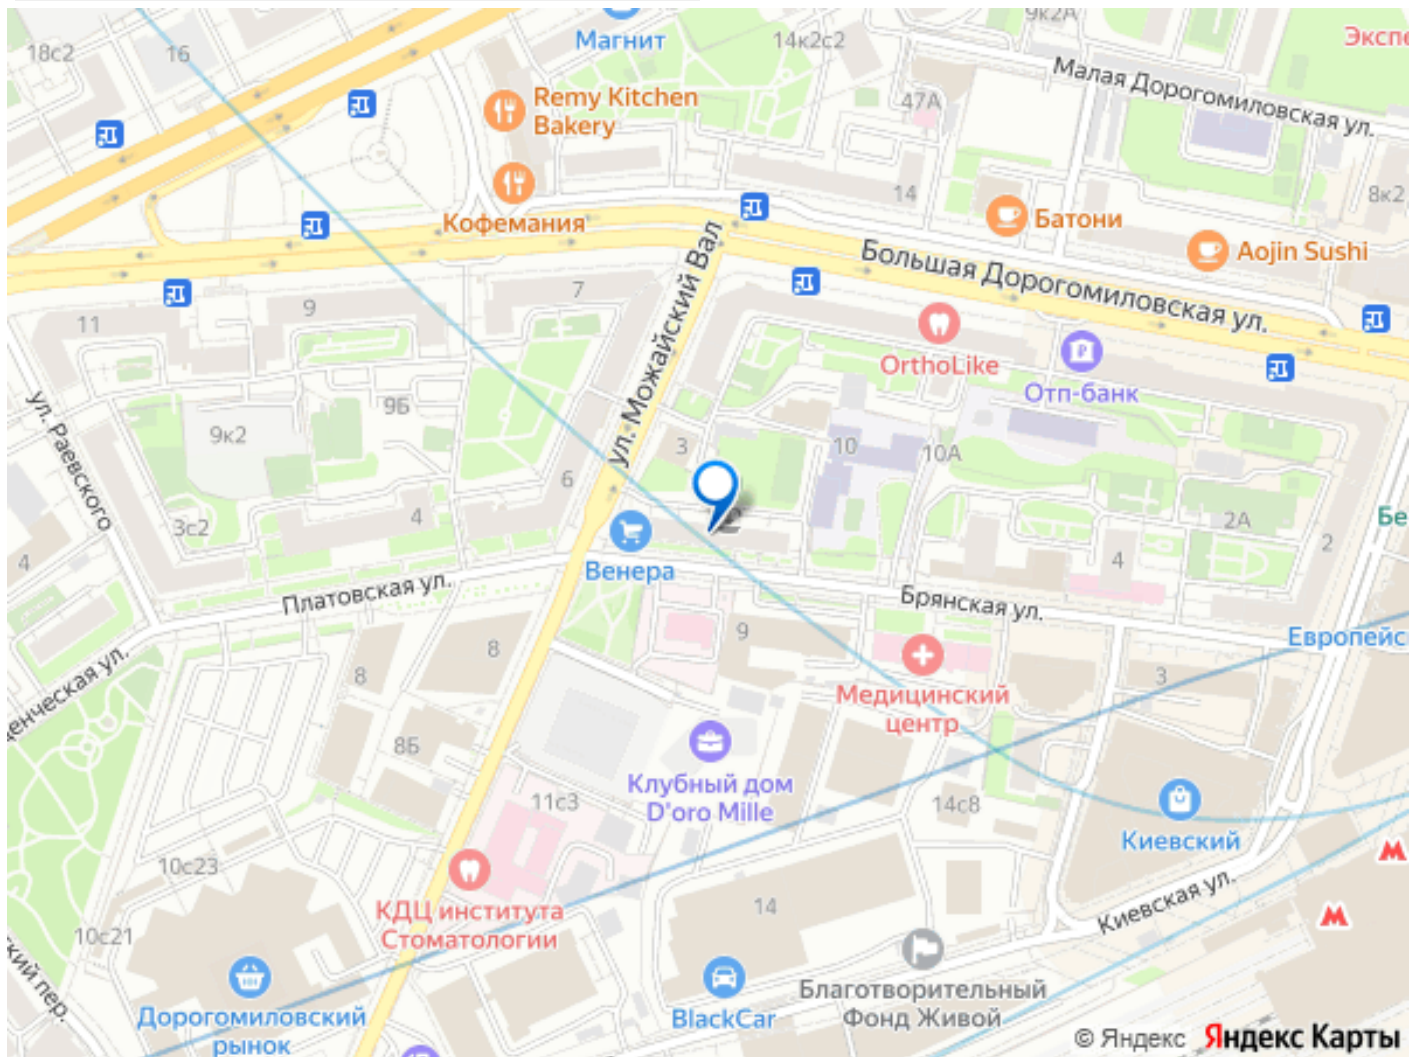 18с2
16
Магнит
14к2с2
9к2А
Экспе
Малая Дорогомиловская ул.
Remy Kitchen
Bakery
47А
14
8к2
Кофемания
Батони
Aojin Sushi
Большая Дорогомиловская ул.
ул. Можайский Вал
11
9
7
OrthoLike
Отп-банк
ул. Раевского
9Б
9к2
3
10
10А
6
3с2
4
2А
2
Бе
4
Венера
4
Платовская ул.
Брянская ул.
Европейс
9
8
8
3
Медицинский
центр
денческая ул.
8Б
Клубный дом
D'oro Mille
11с3
14с8
Киевский
10с23
14
КДЦ института
Стоматологии
Киевская ул.
10с21
ский пер.
Дорогомиловский
рынок
BlackCar
Благотворительный
Фонд Живой
© Яндекс Яндекс Карты